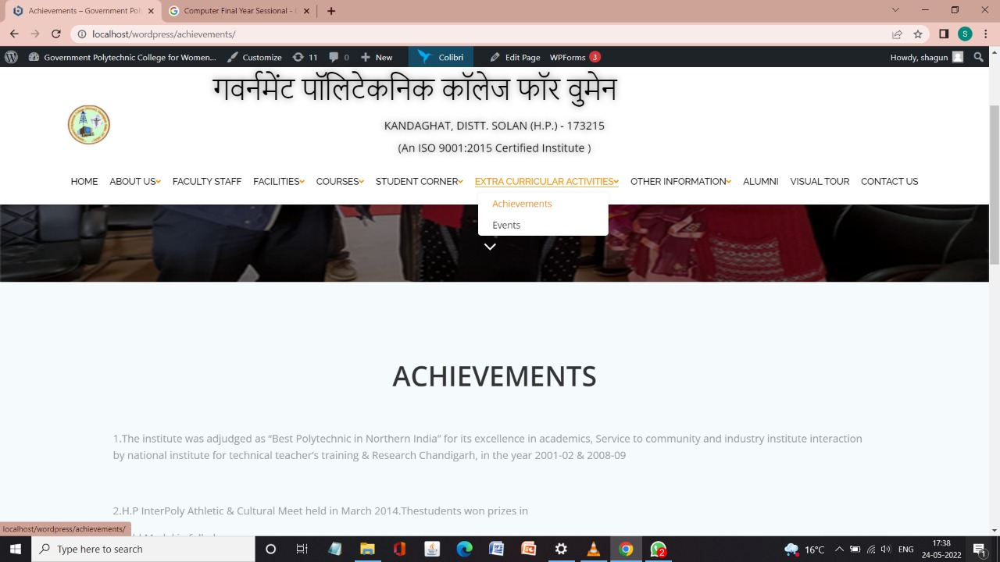 About Wisdom – Government Pol
Computer Final Year Seminar - G
localhost/wordpress/achievements/
S
Government Polytechnic College for Women...
Customize
11
0
New
Colibri
Edit Page
WPForms 3
Howdy, shagun
गवर्नमेंट पॉलिटेकनिक कॉलेज फॉर वुमेन
KANDAGHAT, DISTT. SOLAN (H.P.) - 173215
(An ISO 9001:2015 Certified Institute )
HOME ABOUT US FACULTY STAFF FACILITIES COURSES STUDENT CORNER EXTRA CURRICULAR ACTIVITIES OTHER INFORMATION ALUMNI VISUAL TOUR CONTACT US
Achievements
Events
ACHIEVEMENTS
1.The institute was adjudged as “Best Polytechnic in Northern India” for its excellence in academics, Service to community and industry institute interaction
by national institute for technical teacher’s training & Research Chandigarh, in the year 2001-02 & 2008-09
2.H.P InterPoly Athletic & Cultural Meet held in March 2014.Thestudents won prizes in
localhost/wordpress/achievements/
Type here to search
2
16°C
ENG
17:38
24-05-2022
1